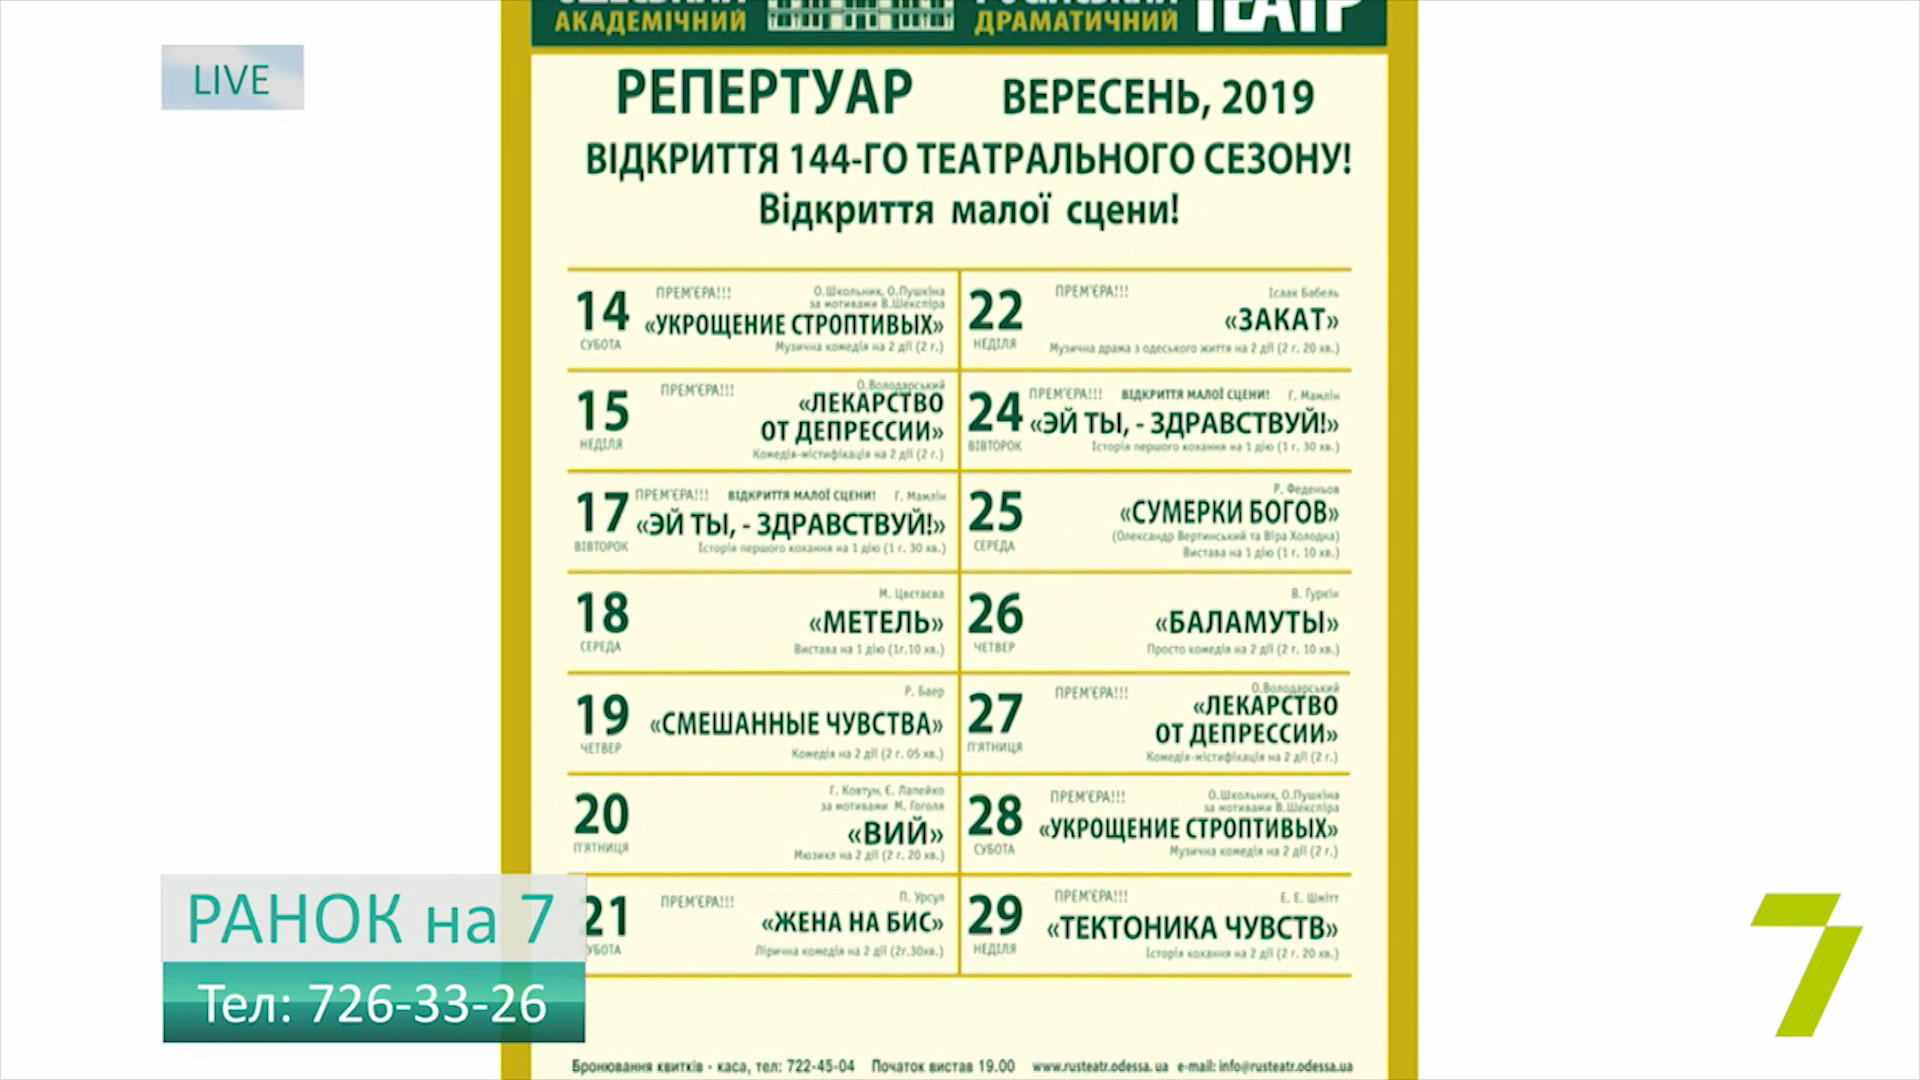 LIVE
АКАДЕМІЧНИЙ
ДРАМАТИЧНИЙ
ТЕАТР
РЕПЕРТУАР ВЕРЕСЕНЬ, 2019
ВІДКРИТТЯ 144-ГО ТЕАТРАЛЬНОГО СЕЗОНУ!
Відкриття малої сцени!
14 СУБОТА
ПРЕМ'ЄРА!!! О.Школьник, О.Пушкіна
за мотивами В.Шекспіра
«УКРОЩЕНИЕ СТРОПТИВЫХ»
Музична комедія на 2 дії (2 г.)
15 НЕДІЛЯ
ПРЕМ'ЄРА!!! О.Володарський
«ЛЕКАРСТВО
ОТ ДЕПРЕССИИ»
Комедія-містифікація на 2 дії (2 г.)
17 ВІВТОРОК
ПРЕМ'ЄРА!!! ВІДКРИТТЯ МАЛОЇ СЦЕНИ! Г. Мамлін
«ЭЙ ТЫ, - ЗДРАВСТВУЙ!»
Історія першого кохання на 1 дію (1 г. 30 хв.)
18 СЕРЕДА
М. Цвєтаєва
«МЕТЕЛЬ»
Вистава на 1 дію (1г.10 хв.)
19 ЧЕТВЕР
Р. Баер
«СМЕШАННЫЕ ЧУВСТВА»
Комедія на 2 дії (2 г. 05 хв.)
20 П'ЯТНИЦЯ
Г. Ковтун, Є. Лапейко
за мотивами М. Гоголя
«ВИЙ»
Мюзикл на 2 дії (2 г. 20 хв.)
21 УБОТА
ПРЕМ'ЄРА!!! П. Урсул
«ЖЕНА НА БИС»
Лірична комедія на 2 дії (2г.30хв.)
22 НЕДІЛЯ
ПРЕМ'ЄРА!!! Ісаак Бабель
«ЗАКАТ»
Музична драма з одеського життя на 2 дії (2 г. 20 хв.)
24 ВІВТОРОК
ПРЕМ'ЄРА!!! ВІДКРИТТЯ МАЛОЇ СЦЕНИ! Г. Мамлін
«ЭЙ ТЫ, - ЗДРАВСТВУЙ!»
Історія першого кохання на 1 дію (1 г. 30 хв.)
25 СЕРЕДА
Р. Феденьов
«СУМЕРКИ БОГОВ»
(Олександр Вертинський та Віра Холодна)
Вистава на 1 дію (1 г. 10 хв.)
26 ЧЕТВЕР
В. Гуркін
«БАЛАМУТЫ»
Просто комедія на 2 дії (2 г. 10 хв.)
27 П'ЯТНИЦЯ
ПРЕМ'ЄРА!!! О.Володарський
«ЛЕКАРСТВО
ОТ ДЕПРЕССИИ»
Комедія-містифікація на 2 дії (2 г.)
28 СУБОТА
ПРЕМ'ЄРА!!! О.Школьник, О.Пушкіна
за мотивами В.Шекспіра
«УКРОЩЕНИЕ СТРОПТИВЫХ»
Музична комедія на 2 дії (2 г.)
29 НЕДІЛЯ
ПРЕМ'ЄРА!!! Е. Е. Шмітт
«ТЕКТОНИКА ЧУВСТВ»
Історія кохання на 2 дії (2 г. 20 хв.)
РАНОК на 7
Тел: 726-33-26
7
Бронювання квитків - каса, тел: 722-45-04 Початок вистав 19.00 www.rusteatr.odessa.ua e-mail: info@rusteatr.odessa.ua